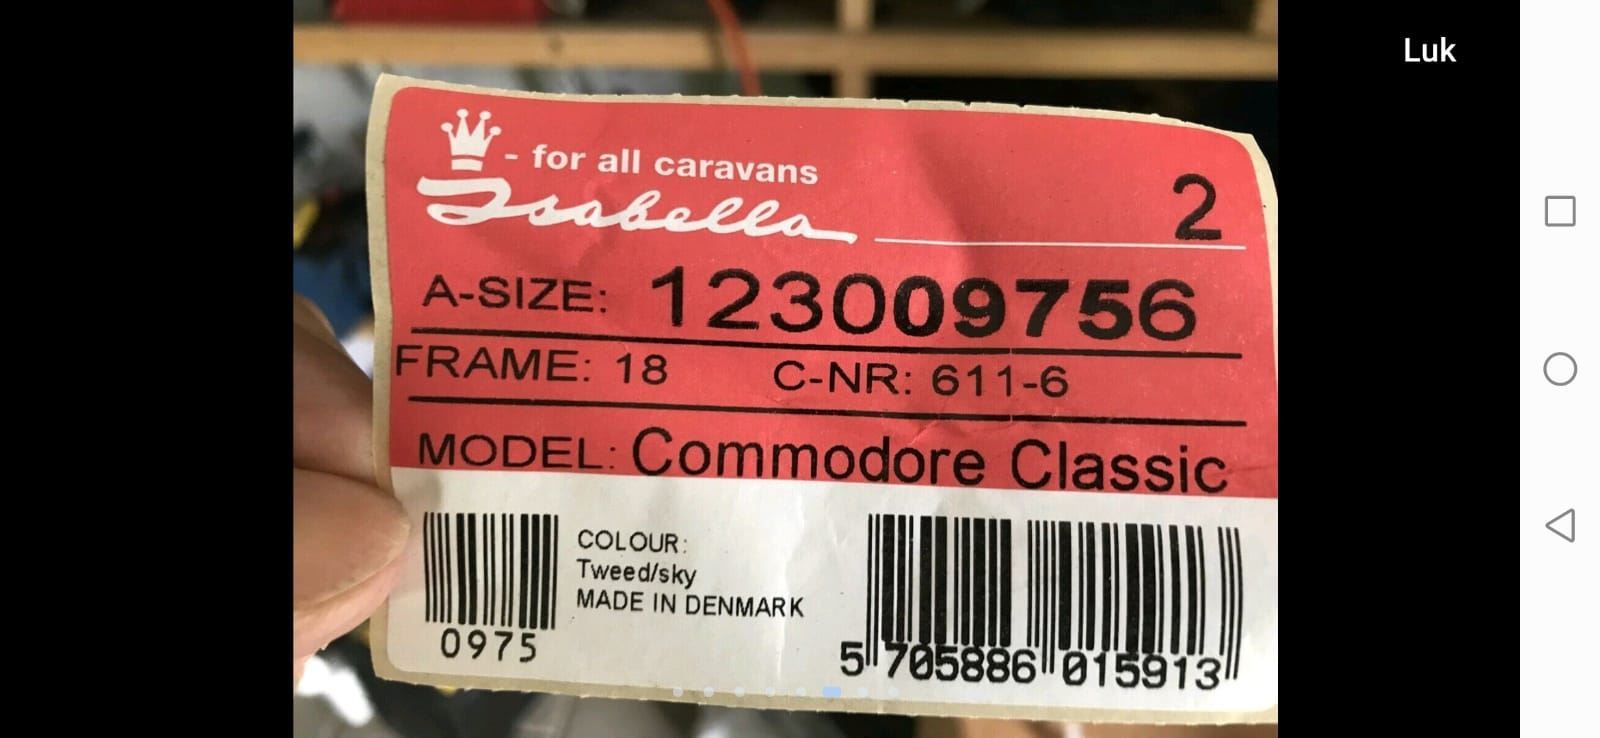 Luk
- for all caravans
Isabella
2
A-SIZE: 123009756
FRAME: 18 C-NR: 611-6
MODEL: Commodore Classic
COLOUR:
Tweed/sky
MADE IN DENMARK
0975
5 705886 015913